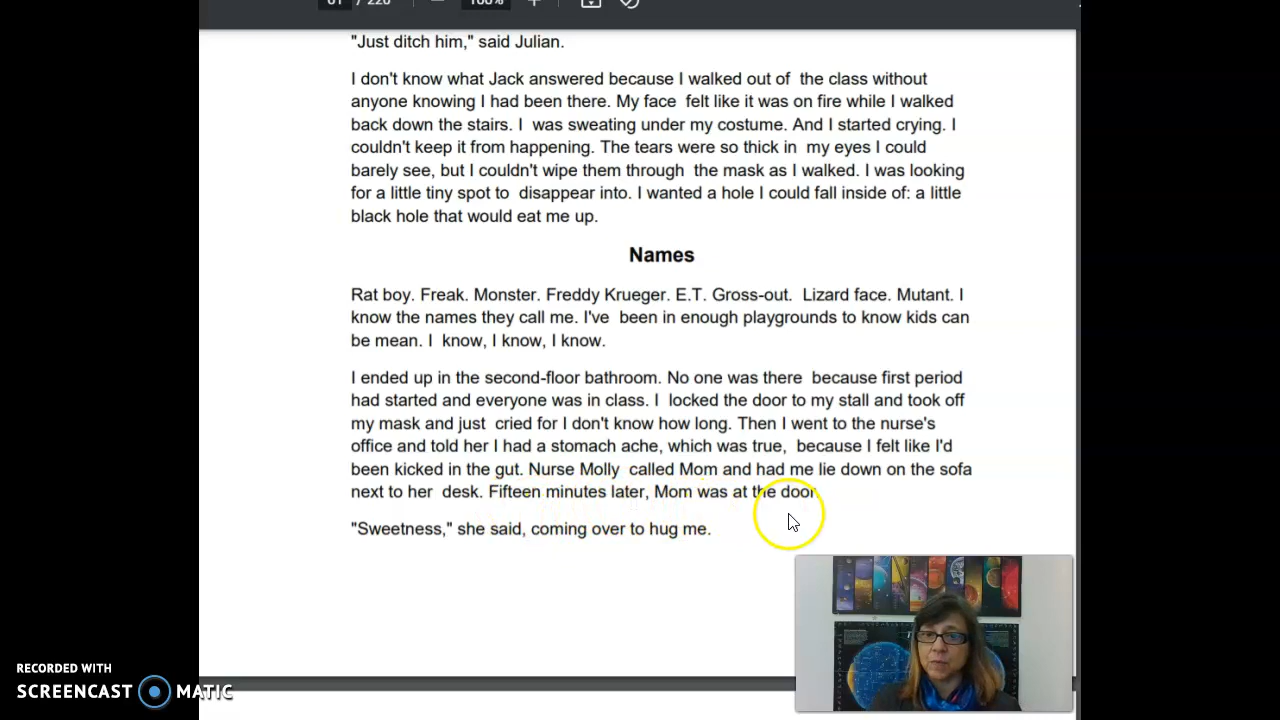 61 / 226
100%
"Just ditch him," said Julian.
I don't know what Jack answered because I walked out of the class without
anyone knowing I had been there. My face felt like it was on fire while I walked
back down the stairs. I was sweating under my costume. And I started crying. I
couldn't keep it from happening. The tears were so thick in my eyes I could
barely see, but I couldn't wipe them through the mask as I walked. I was looking
for a little tiny spot to disappear into. I wanted a hole I could fall inside of: a little
black hole that would eat me up.
Names
Rat boy. Freak. Monster. Freddy Krueger. E.T. Gross-out. Lizard face. Mutant. I
know the names they call me. I've been in enough playgrounds to know kids can
be mean. I know, I know, I know.
I ended up in the second-floor bathroom. No one was there because first period
had started and everyone was in class. I locked the door to my stall and took off
my mask and just cried for I don't know how long. Then I went to the nurse's
office and told her I had a stomach ache, which was true, because I felt like I'd
been kicked in the gut. Nurse Molly called Mom and had me lie down on the sofa
next to her desk. Fifteen minutes later, Mom was at the door.
"Sweetness," she said, coming over to hug me.
RECORDED WITH
SCREENCAST MATIC